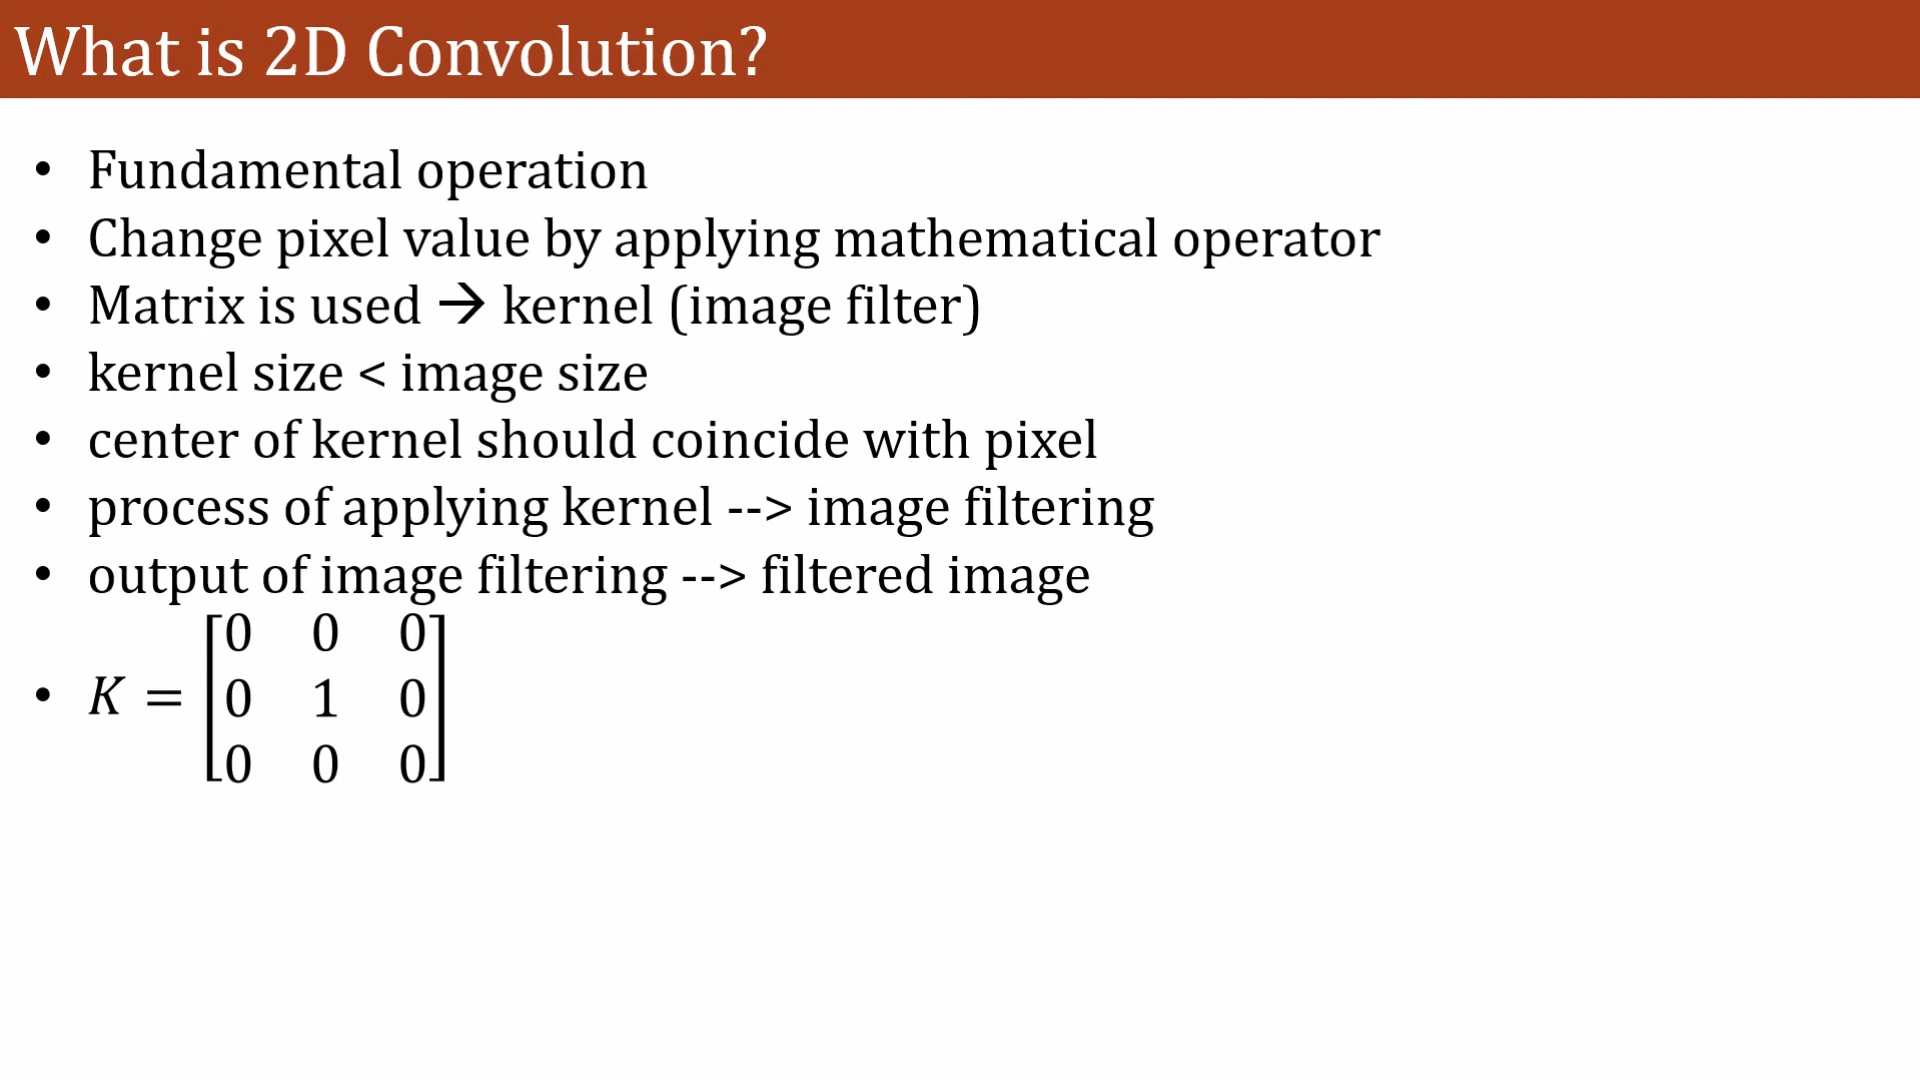 What is 2D Convolution?
• Fundamental operation
• Change pixel value by applying mathematical operator
• Matrix is used → kernel (image filter)
• kernel size < image size
• center of kernel should coincide with pixel
• process of applying kernel --> image filtering
• output of image filtering --> filtered image
0 0 0
• K = 0 1 0
0 0 0